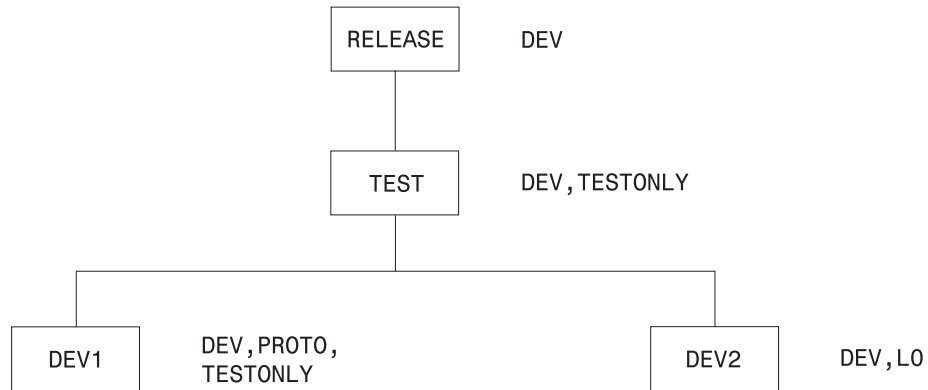 RELEASE DEV
TEST DEV,TESTONLY
DEV1 DEV,PROTO,
TESTONLY
DEV2 DEV,LO